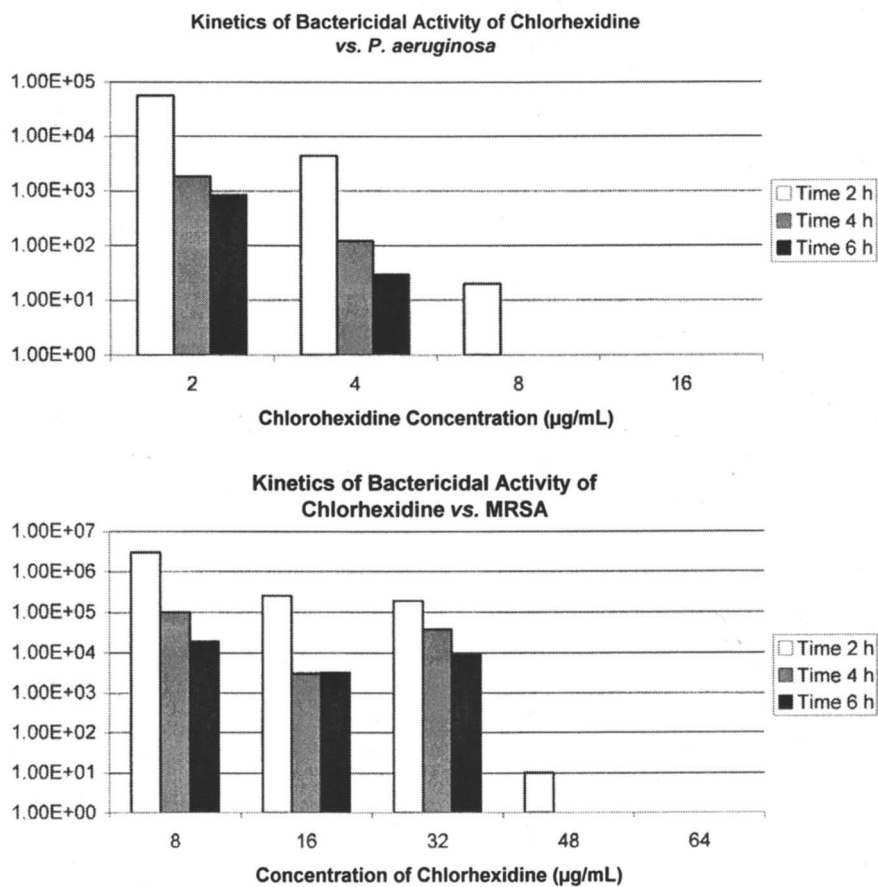 Kinetics of Bactericidal Activity of Chlorhexidine
vs. P. aeruginosa
1.00E+05
1.00E+04
1.00E+03
1.00E+02
1.00E+01
1.00E+00
2 4 8 16
Chlorohexidine Concentration (µg/mL)
Time 2 h
Time 4 h
Time 6 h
Kinetics of Bactericidal Activity of
Chlorhexidine vs. MRSA
1.00E+07
1.00E+06
1.00E+05
1.00E+04
1.00E+03
1.00E+02
1.00E+01
1.00E+00
8 16 32 48 64
Concentration of Chlorhexidine (µg/mL)
Time 2 h
Time 4 h
Time 6 h